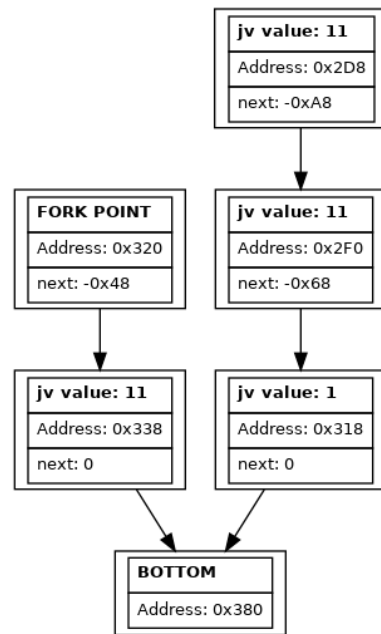 jv value: 11
Address: 0x2D8
next: -0xA8
FORK POINT
Address: 0x320
next: -0x48
jv value: 11
Address: 0x2F0
next: -0x68
jv value: 11
Address: 0x338
next: 0
jv value: 1
Address: 0x318
next: 0
BOTTOM
Address: 0x380